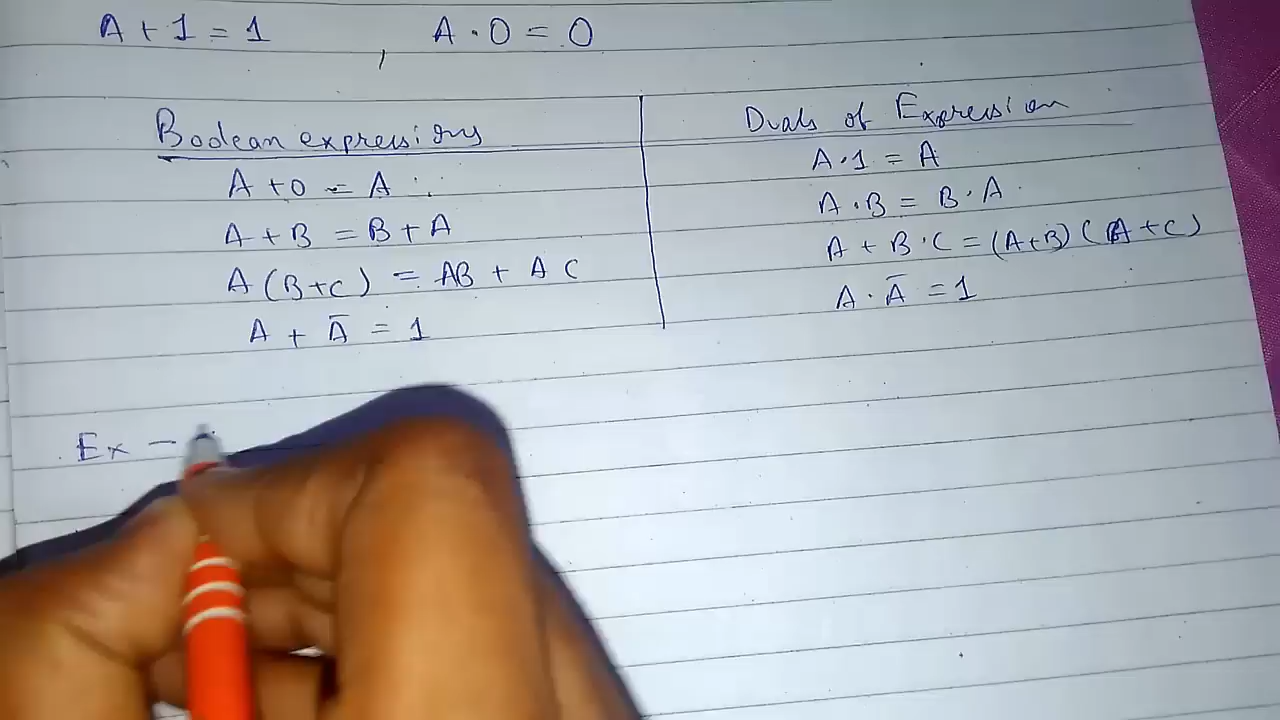 A + 1 = 1 , A · 0 = 0
Boolean expressions
A + 0 = A
A + B = B + A
A (B+C) = AB + A C
A + Ā = 1
Duals of Expression
A · 1 = A
A · B = B · A
A + B · C = (A+B) (A+C)
A · Ā = 1
Ex –